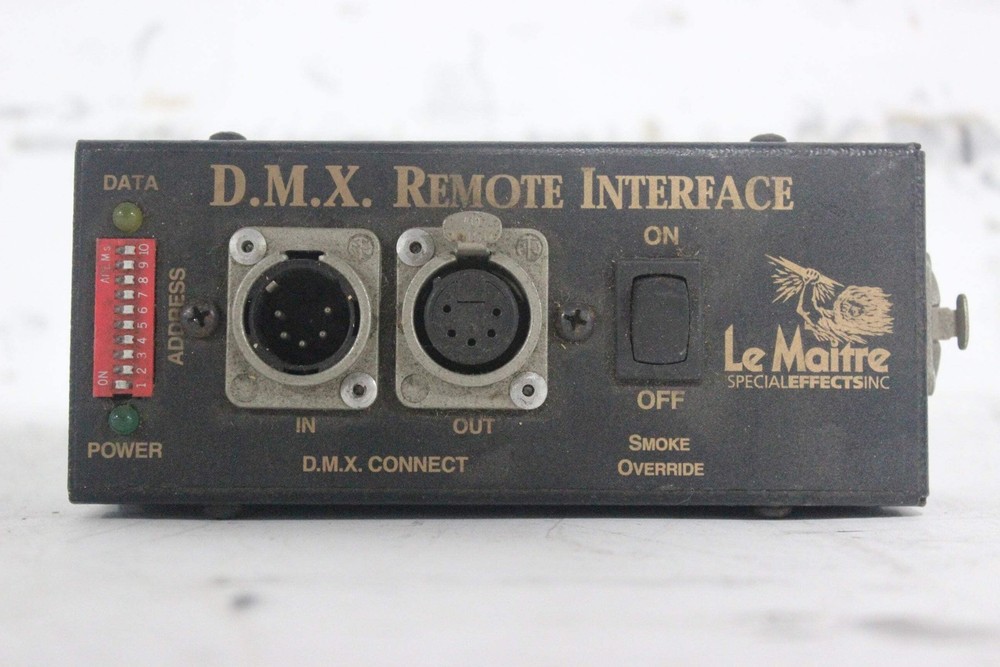 D.M.X. REMOTE INTERFACE
DATA
ON
1 2 3 4 5 6 7 8 9 10
ADDRESS
POWER
IN
OUT
D.M.X. CONNECT
ON
OFF
SMOKE
OVERRIDE
Le Maître
SPECIALEFFECTSINC